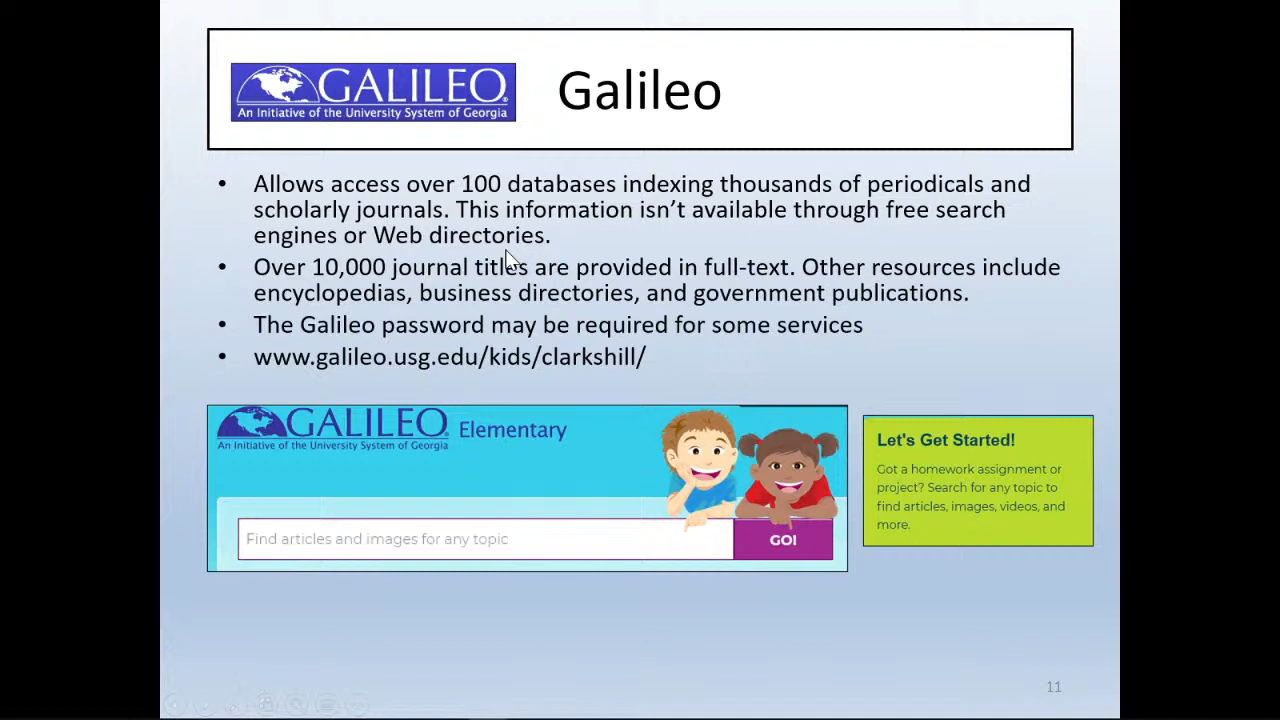 GALILEO®
An Initiative of the University System of Georgia
Galileo
• Allows access over 100 databases indexing thousands of periodicals and
scholarly journals. This information isn’t available through free search
engines or Web directories.
• Over 10,000 journal titles are provided in full-text. Other resources include
encyclopedias, business directories, and government publications.
• The Galileo password may be required for some services
• www.galileo.usg.edu/kids/clarkshill/
GALILEO Elementary
An Initiative of the University System of Georgia
Find articles and images for any topic
GO!
Let's Get Started!
Got a homework assignment or
project? Search for any topic to
find articles, images, videos, and
more.
11